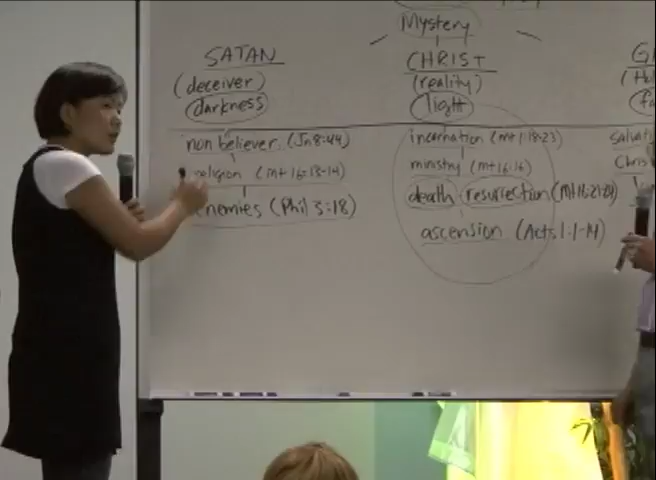 Mystery
SATAN
(deceiver)
darkness
non believer (Jn 8:44)
religion (mt 16:13-14)
enemies (Phil 3:18)
CHRIST
(reality)
light
incarnation (mt 1:18-23)
ministry (mt 16:16)
death resurrection (Mt 16:21-24)
ascension (Acts 1:1-14)